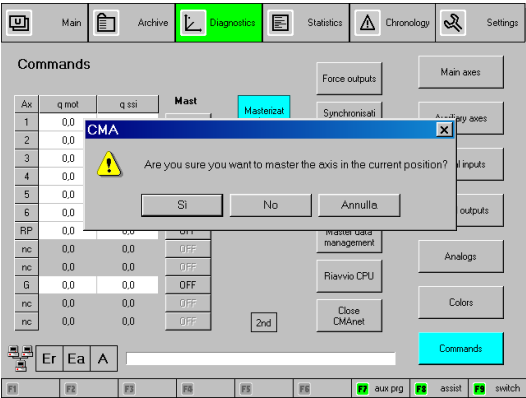 Main Archive Diagnostics Statistics Chronology Settings
Commands
Force outputs Main axes
Ax q mot q ssi Mast
Masterizat Synchronisati
1 0,0
CMA
2 0,0
3 0,0
Are you sure you want to master the axis in the current position?
4 0,0
5 0,0
Sì No Annulla
6 0,0 outputs
RP 0,0 0,0 OFF Master data
management
nc 0,0 0,0 OFF
Analogs
nc 0,0 0,0 OFF
Riavvio CPU
G 0,0 0,0 OFF
nc 0,0 0,0 OFF Colors
Close
CMAnet
nc 0,0 0,0 OFF 2nd
Er Ea A Commands
F1 F2 F3 F4 F5 F6 F7 aux prg F8 assist F9 switch